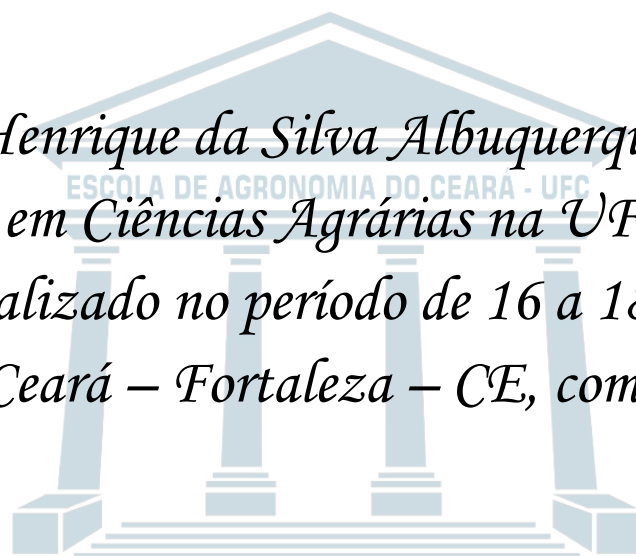 Henrique da Silva Albuquerqu
ESCOLA DE AGRONOMIA DO CEARÁ - UFC
em Ciências Agrárias na UF
alizado no período de 16 a 18
Ceará – Fortaleza – CE, com